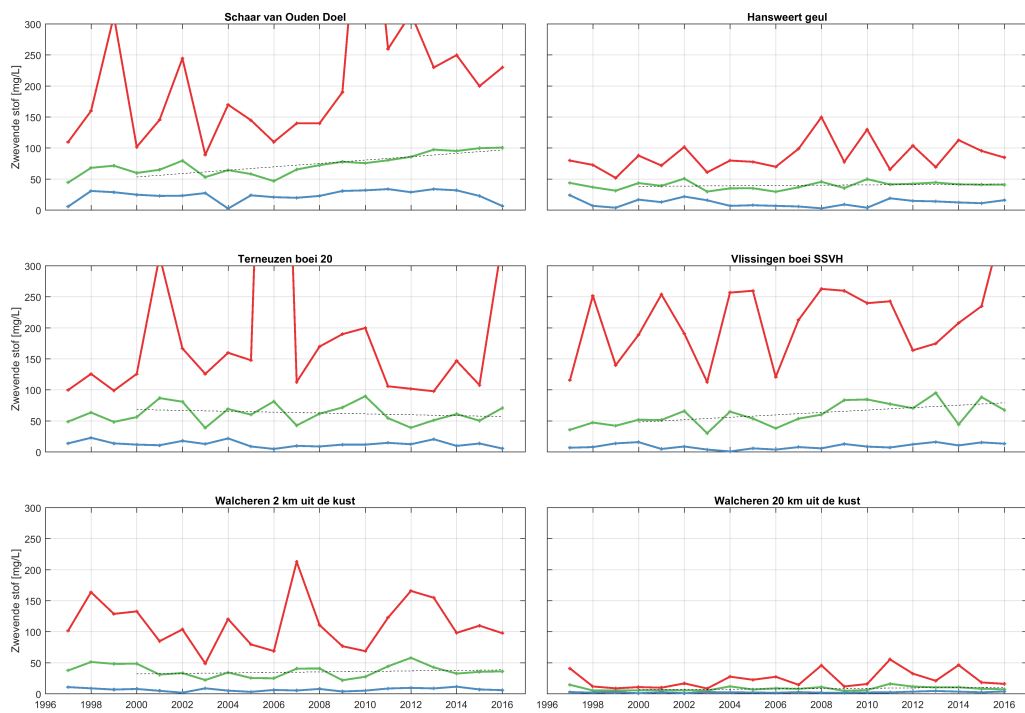 Schaar van Ouden Doel
Hansweert geul
300
250
200
150
100
50
0
Zwevende stof [mg/L]
Terneuzen boei 20
Vlissingen boei SSVH
300
250
200
150
100
50
0
Zwevende stof [mg/L]
Walcheren 2 km uit de kust
Walcheren 20 km uit de kust
300
250
200
150
100
50
0
Zwevende stof [mg/L]
1996 1998 2000 2002 2004 2006 2008 2010 2012 2014 2016
1996 1998 2000 2002 2004 2006 2008 2010 2012 2014 2016